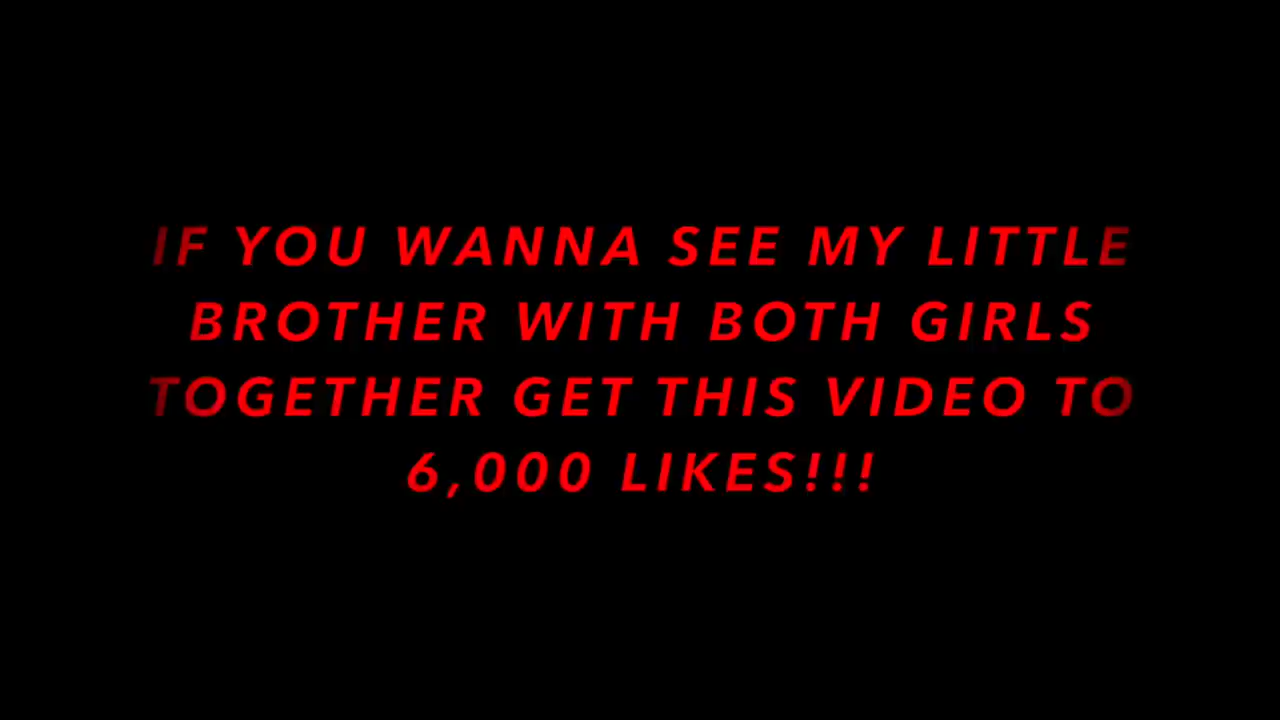 IF YOU WANNA SEE MY LITTLE
BROTHER WITH BOTH GIRLS
TOGETHER GET THIS VIDEO TO
6,000 LIKES!!!